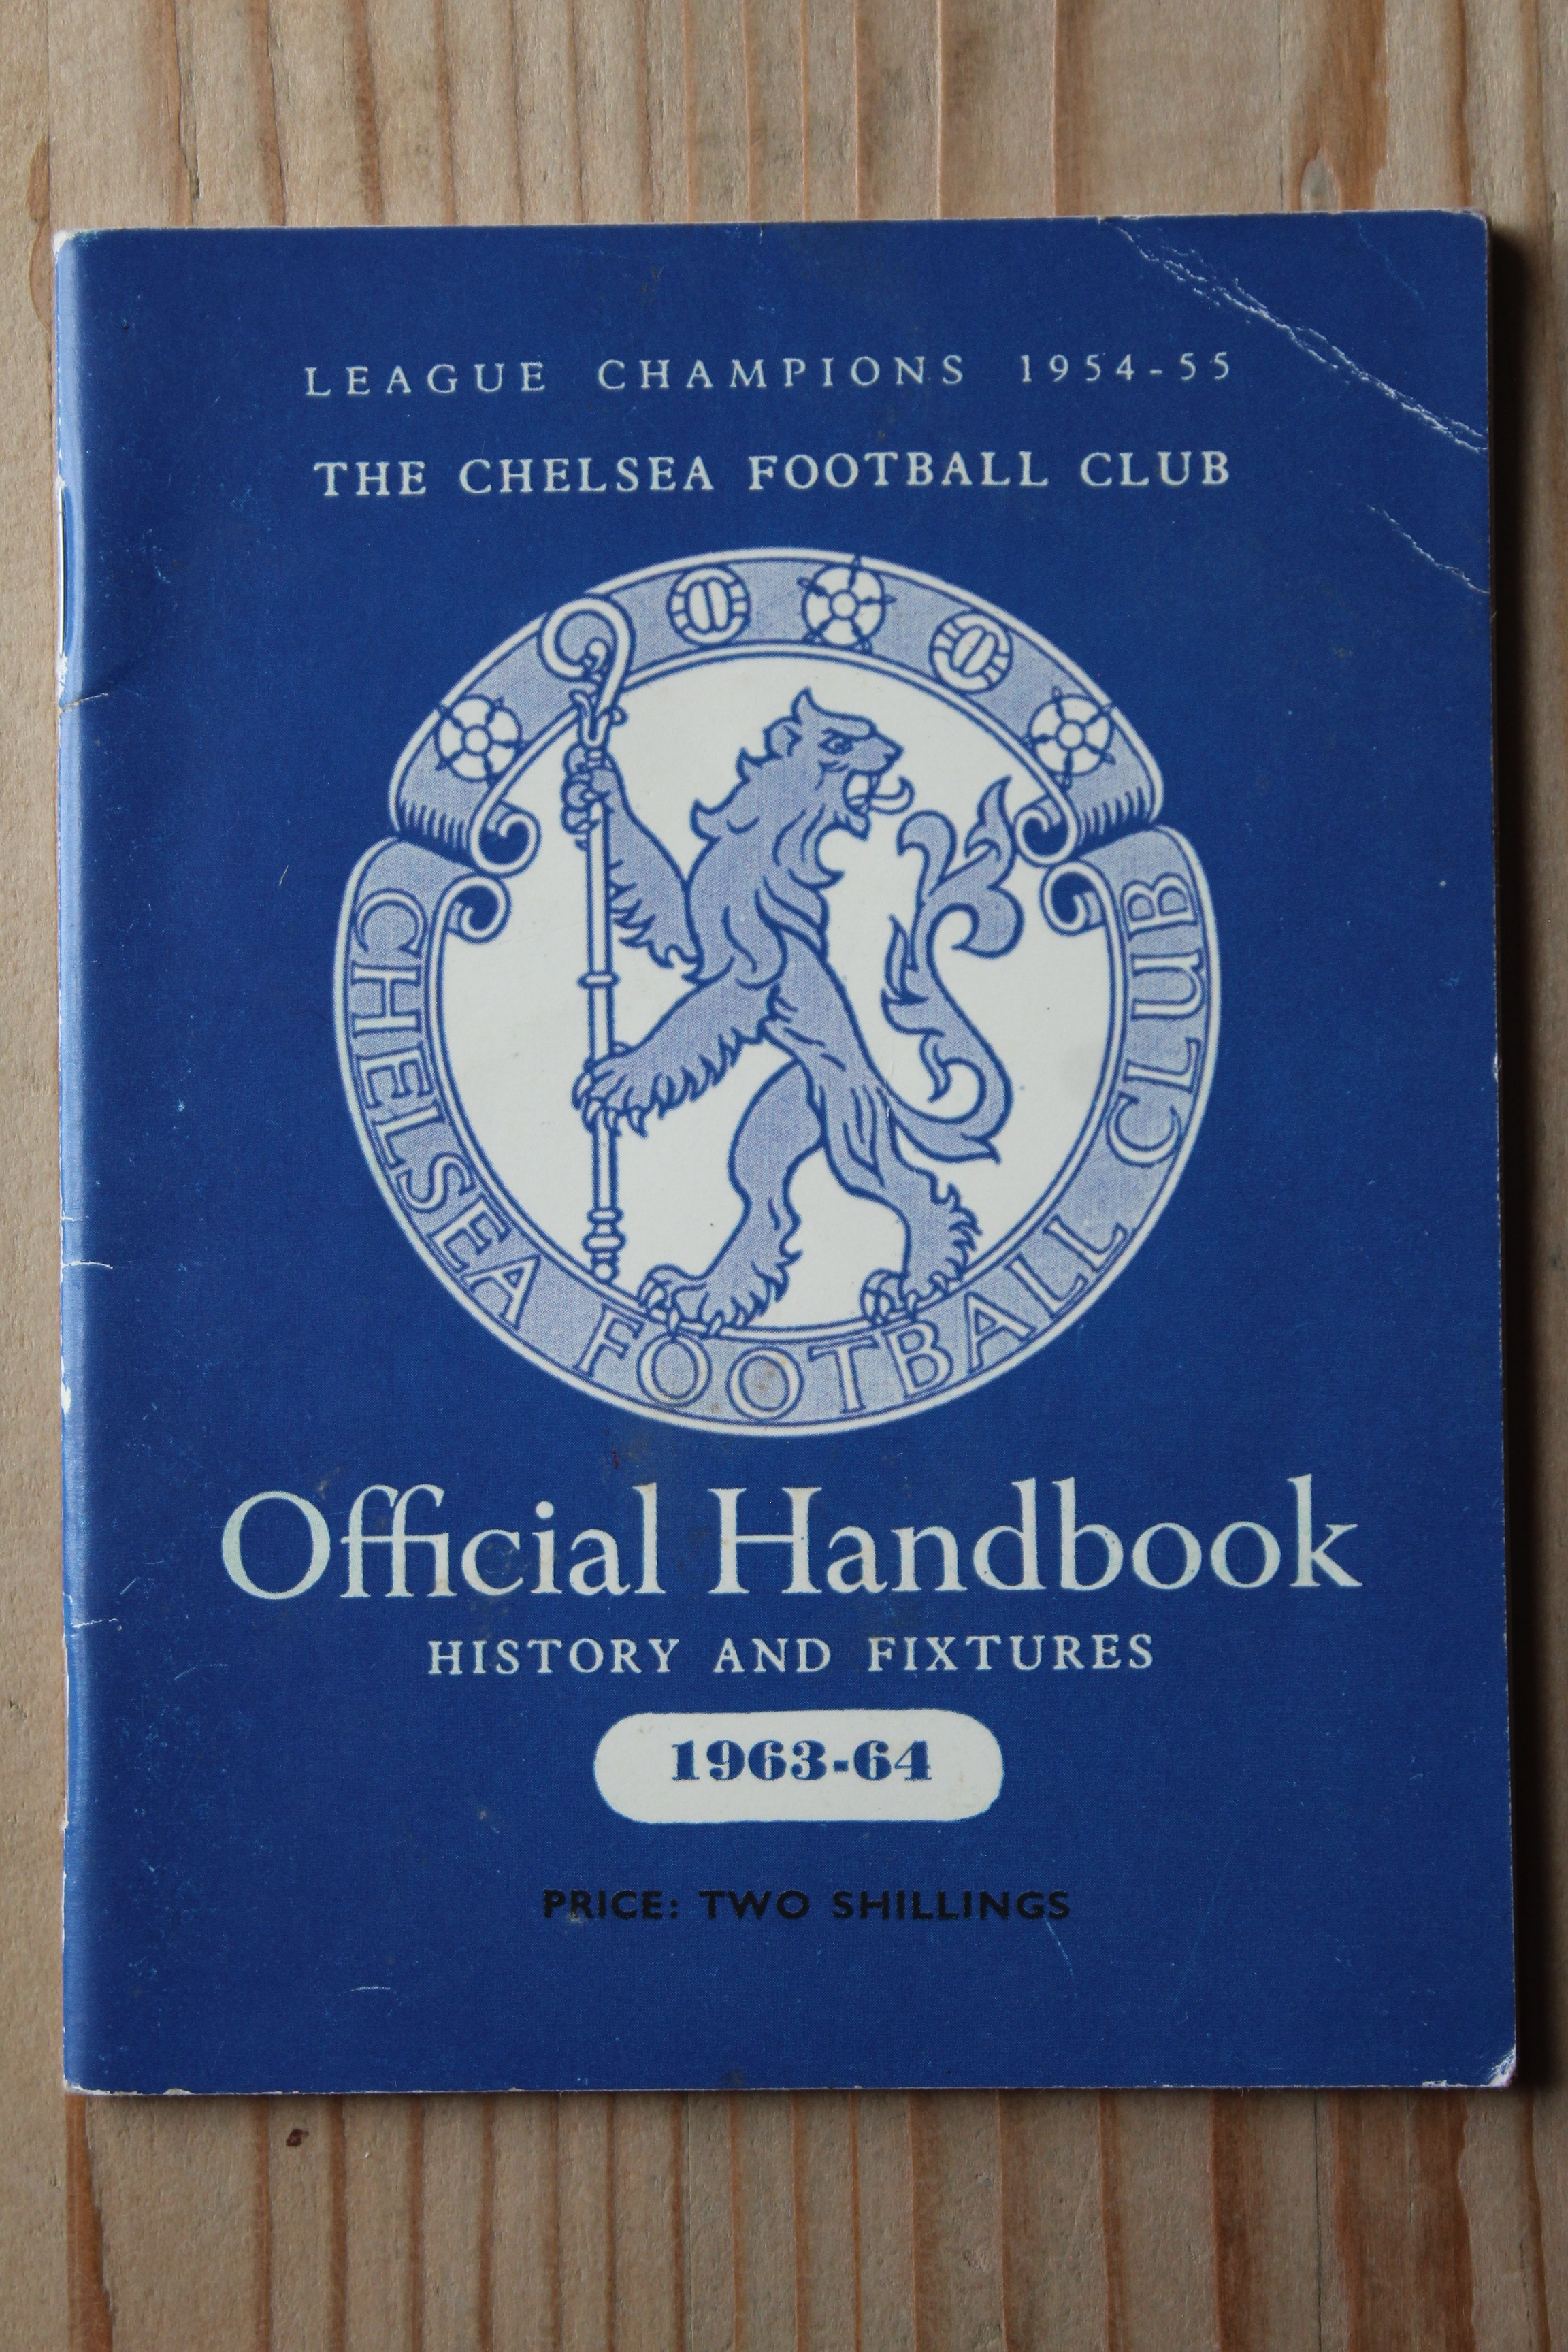 LEAGUE CHAMPIONS 1954-55
THE CHELSEA FOOTBALL CLUB
CHELSEA FOOTBALL CLUB
Official Handbook
HISTORY AND FIXTURES
1963-64
PRICE: TWO SHILLINGS